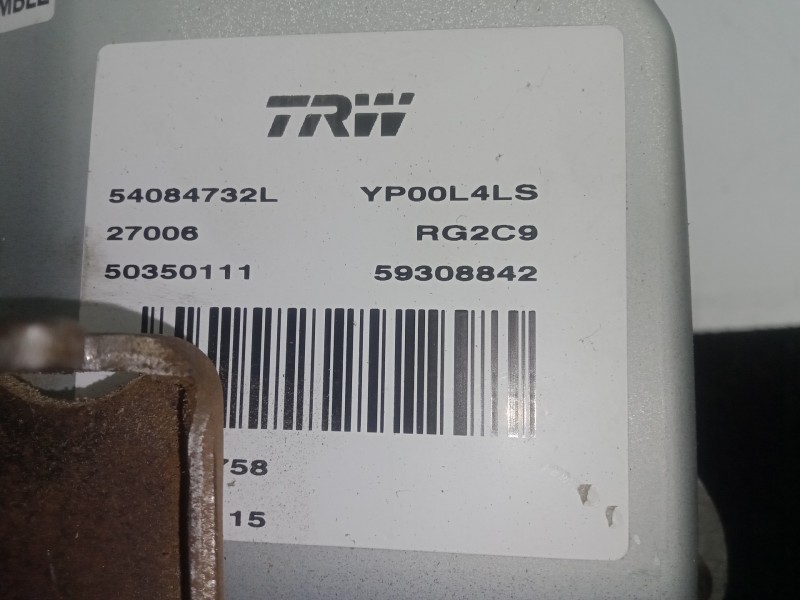 TRW
54084732L YP00L4LS
27006 RG2C9
50350111 59308842
758
15